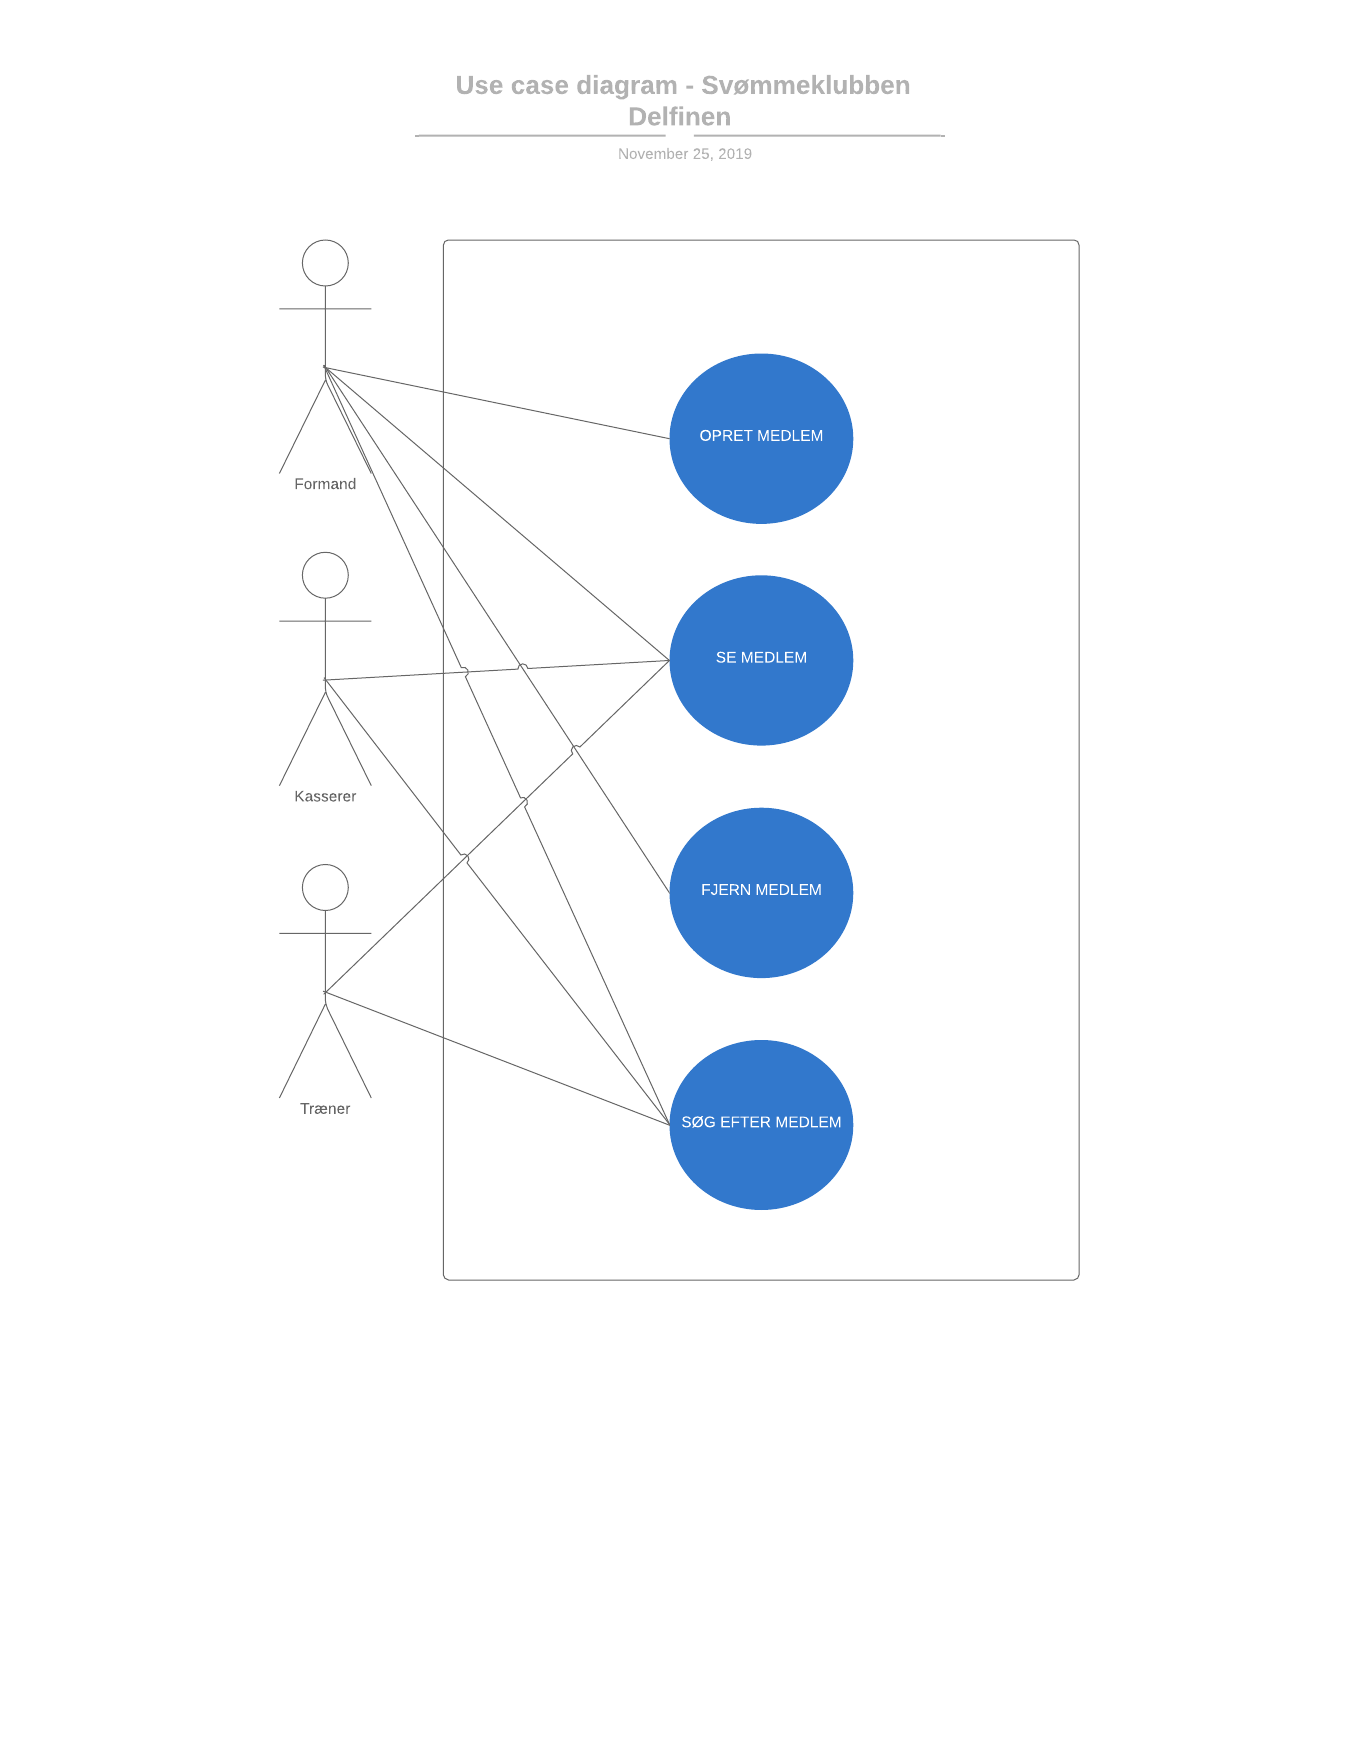 Use case diagram - Svømmeklubben
Delfinen
November 25, 2019
OPRET MEDLEM
Formand
SE MEDLEM
Kasserer
FJERN MEDLEM
Træner
SØG EFTER MEDLEM